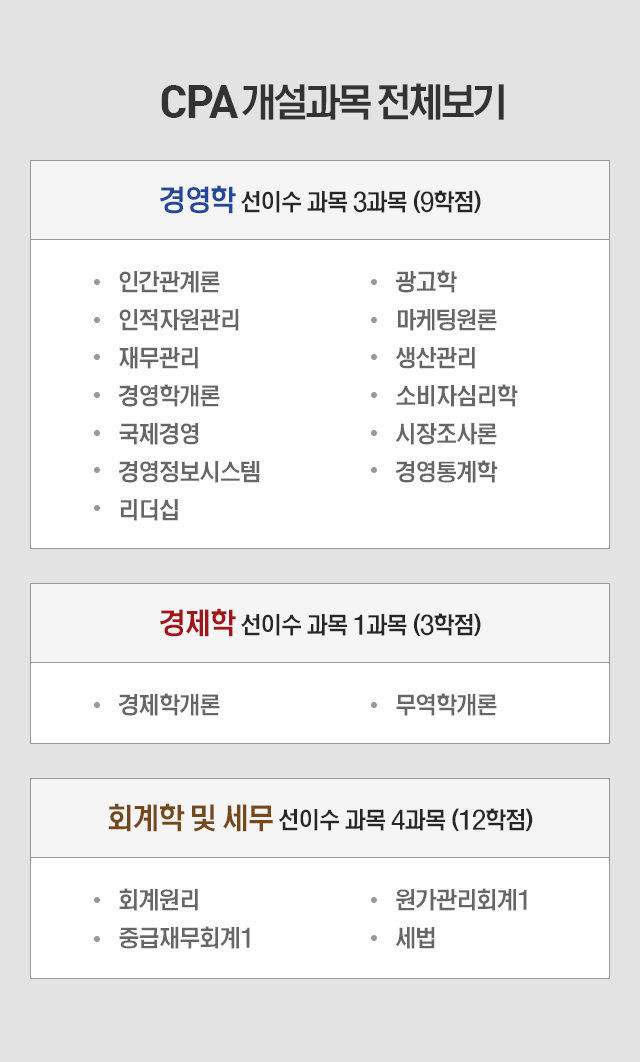 CPA 개설과목 전체보기
경영학 선이수 과목 3과목 (9학점)
• 인간관계론
• 인적자원관리
• 재무관리
• 경영학개론
• 국제경영
• 경영정보시스템
• 리더십
• 광고학
• 마케팅원론
• 생산관리
• 소비자심리학
• 시장조사론
• 경영통계학
경제학 선이수 과목 1과목 (3학점)
• 경제학개론
• 무역학개론
회계학 및 세무 선이수 과목 4과목 (12학점)
• 회계원리
• 중급재무회계1
• 원가관리회계1
• 세법